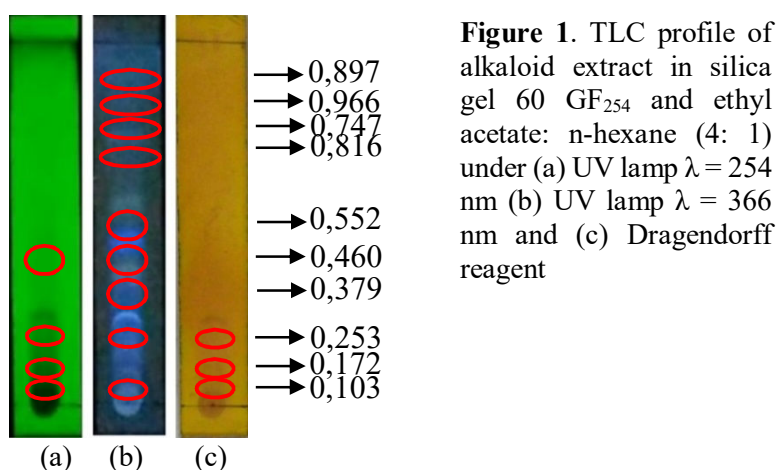 0,897
0,966
0,747
0,816
0,552
0,460
0,379
0,253
0,172
0,103
(a) (b) (c)
Figure 1. TLC profile of
alkaloid extract in silica
gel 60 GF254 and ethyl
acetate: n-hexane (4: 1)
under (a) UV lamp λ = 254
nm (b) UV lamp λ = 366
nm and (c) Dragendorff
reagent